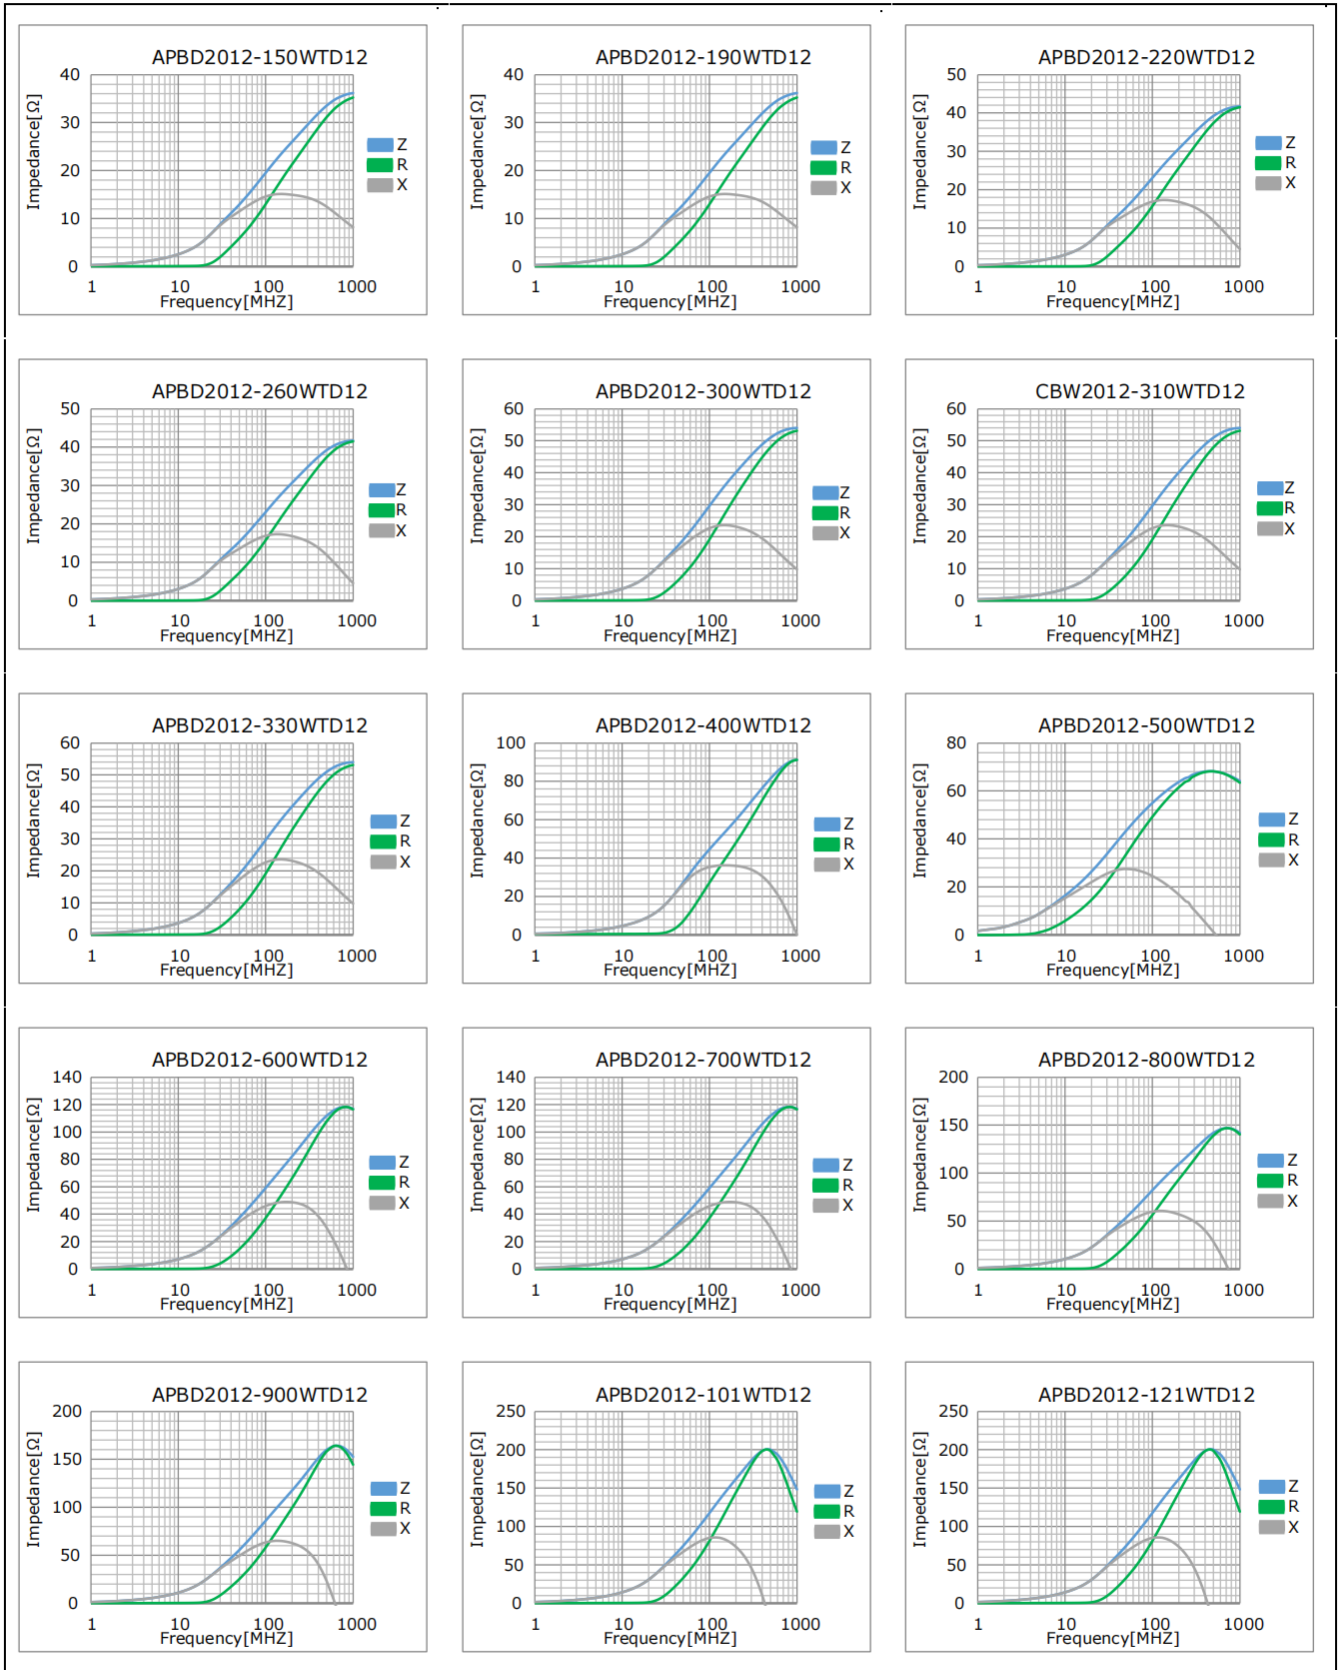 APBD2012-150WTD12
Impedance[Ω]
40
30
20
10
0
1 10 100 1000
Frequency[MHZ]
Z
R
X
APBD2012-190WTD12
Impedance[Ω]
40
30
20
10
0
1 10 100 1000
Frequency[MHZ]
Z
R
X
APBD2012-220WTD12
Impedance[Ω]
50
40
30
20
10
0
1 10 100 1000
Frequency[MHZ]
Z
R
X
APBD2012-260WTD12
Impedance[Ω]
50
40
30
20
10
0
1 10 100 1000
Frequency[MHZ]
Z
R
X
APBD2012-300WTD12
Impedance[Ω]
60
50
40
30
20
10
0
1 10 100 1000
Frequency[MHZ]
Z
R
X
CBW2012-310WTD12
Impedance[Ω]
60
50
40
30
20
10
0
1 10 100 1000
Frequency[MHZ]
Z
R
X
APBD2012-330WTD12
Impedance[Ω]
60
50
40
30
20
10
0
1 10 100 1000
Frequency[MHZ]
Z
R
X
APBD2012-400WTD12
Impedance[Ω]
100
80
60
40
20
0
1 10 100 1000
Frequency[MHZ]
Z
R
X
APBD2012-500WTD12
Impedance[Ω]
80
60
40
20
0
1 10 100 1000
Frequency[MHZ]
Z
R
X
APBD2012-600WTD12
Impedance[Ω]
140
120
100
80
60
40
20
0
1 10 100 1000
Frequency[MHZ]
Z
R
X
APBD2012-700WTD12
Impedance[Ω]
140
120
100
80
60
40
20
0
1 10 100 1000
Frequency[MHZ]
Z
R
X
APBD2012-800WTD12
Impedance[Ω]
200
150
100
50
0
1 10 100 1000
Frequency[MHZ]
Z
R
X
APBD2012-900WTD12
Impedance[Ω]
200
150
100
50
0
1 10 100 1000
Frequency[MHZ]
Z
R
X
APBD2012-101WTD12
Impedance[Ω]
250
200
150
100
50
0
1 10 100 1000
Frequency[MHZ]
Z
R
X
APBD2012-121WTD12
Impedance[Ω]
250
200
150
100
50
0
1 10 100 1000
Frequency[MHZ]
Z
R
X